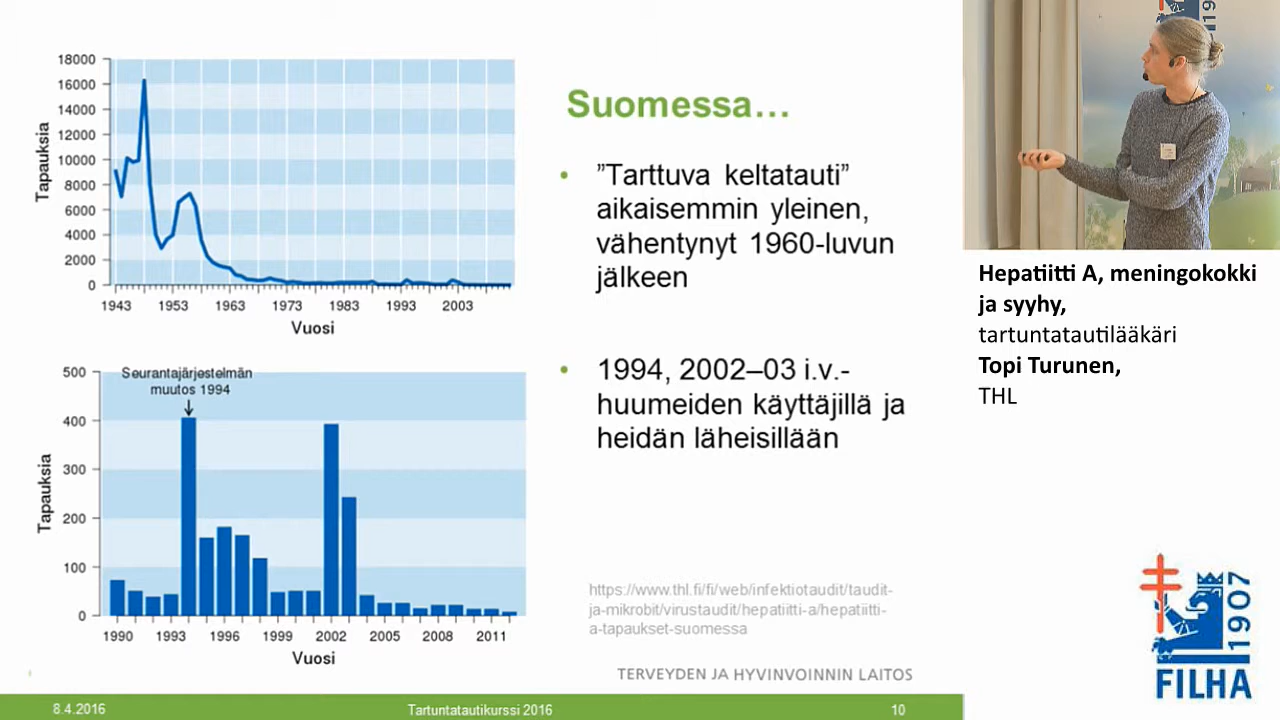 18000
16000
14000
12000
10000
8000
6000
4000
2000
0
Tapauksia
1943 1953 1963 1973 1983 1993 2003
Vuosi
Seurantajärjestelmän
muutos 1994
500
400
300
200
100
0
Tapauksia
1990 1993 1996 1999 2002 2005 2008 2011
Vuosi
Suomessa…
• ”Tarttuva keltatauti”
aikaisemmin yleinen,
vähentynyt 1960-luvun
jälkeen
• 1994, 2002–03 i.v.-
huumeiden käyttäjillä ja
heidän läheisillään
https://www.thl.fi/fi/web/infektiotaudit/taudit-
ja-mikrobit/virustaudit/hepatiitti-a/hepatiitti-
a-tapaukset-suomessa
TERVEYDEN JA HYVINVOINNIN LAITOS
8.4.2016 Tartuntatautikurssi 2016 10
Hepatiitti A, meningokokki
ja syyhy,
tartuntatautilääkäri
Topi Turunen,
THL
1907
FILHA